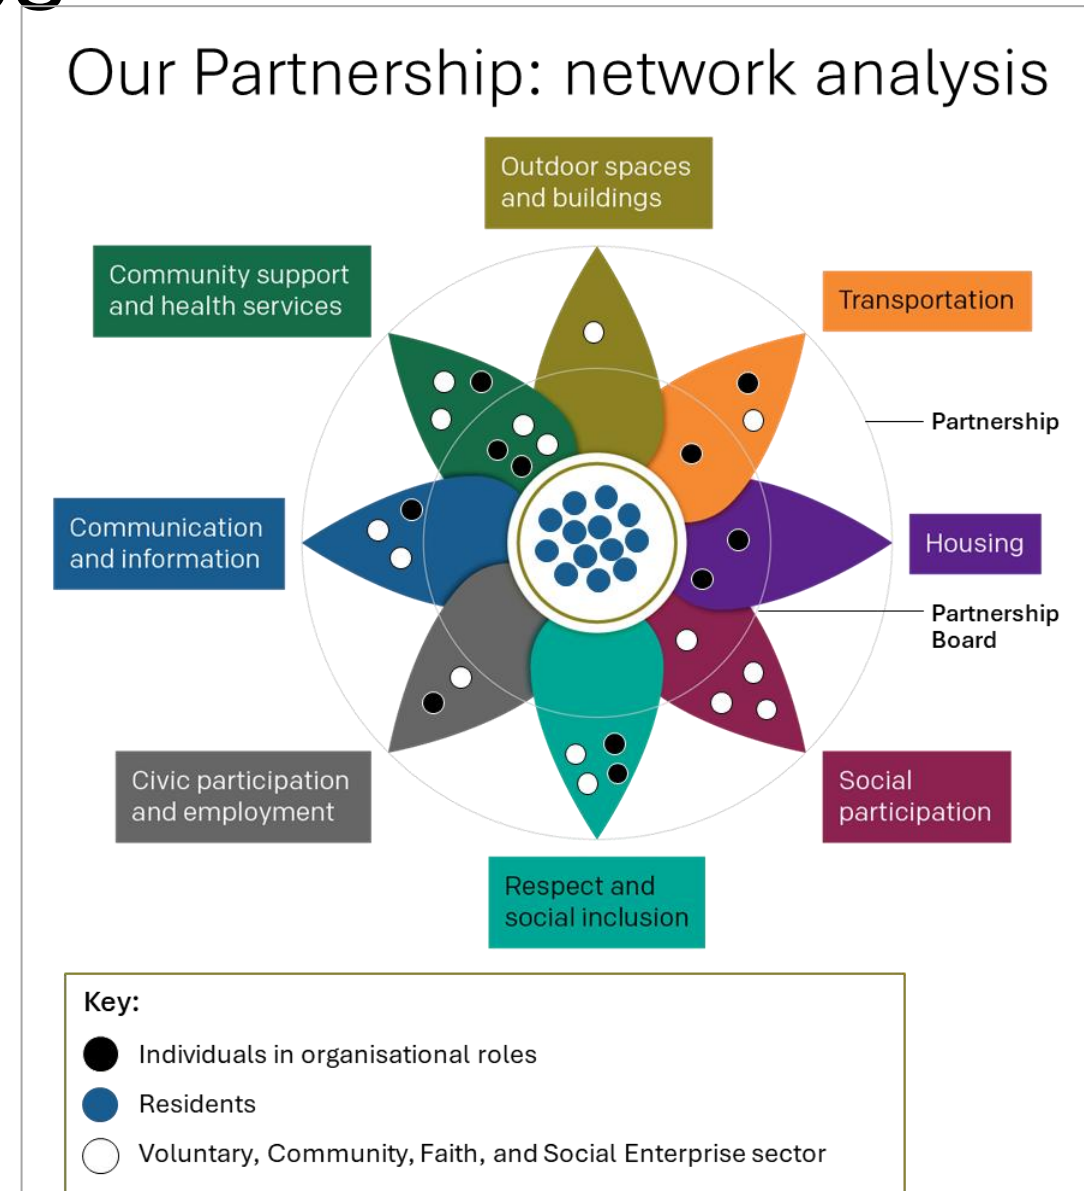 Our Partnership: network analysis
Outdoor spaces
and buildings
Community support
and health services
Transportation
Partnership
Communication
and information
Housing
Partnership
Board
Civic participation
and employment
Social
participation
Respect and
social inclusion
Key:
Individuals in organisational roles
Residents
Voluntary, Community, Faith, and Social Enterprise sector